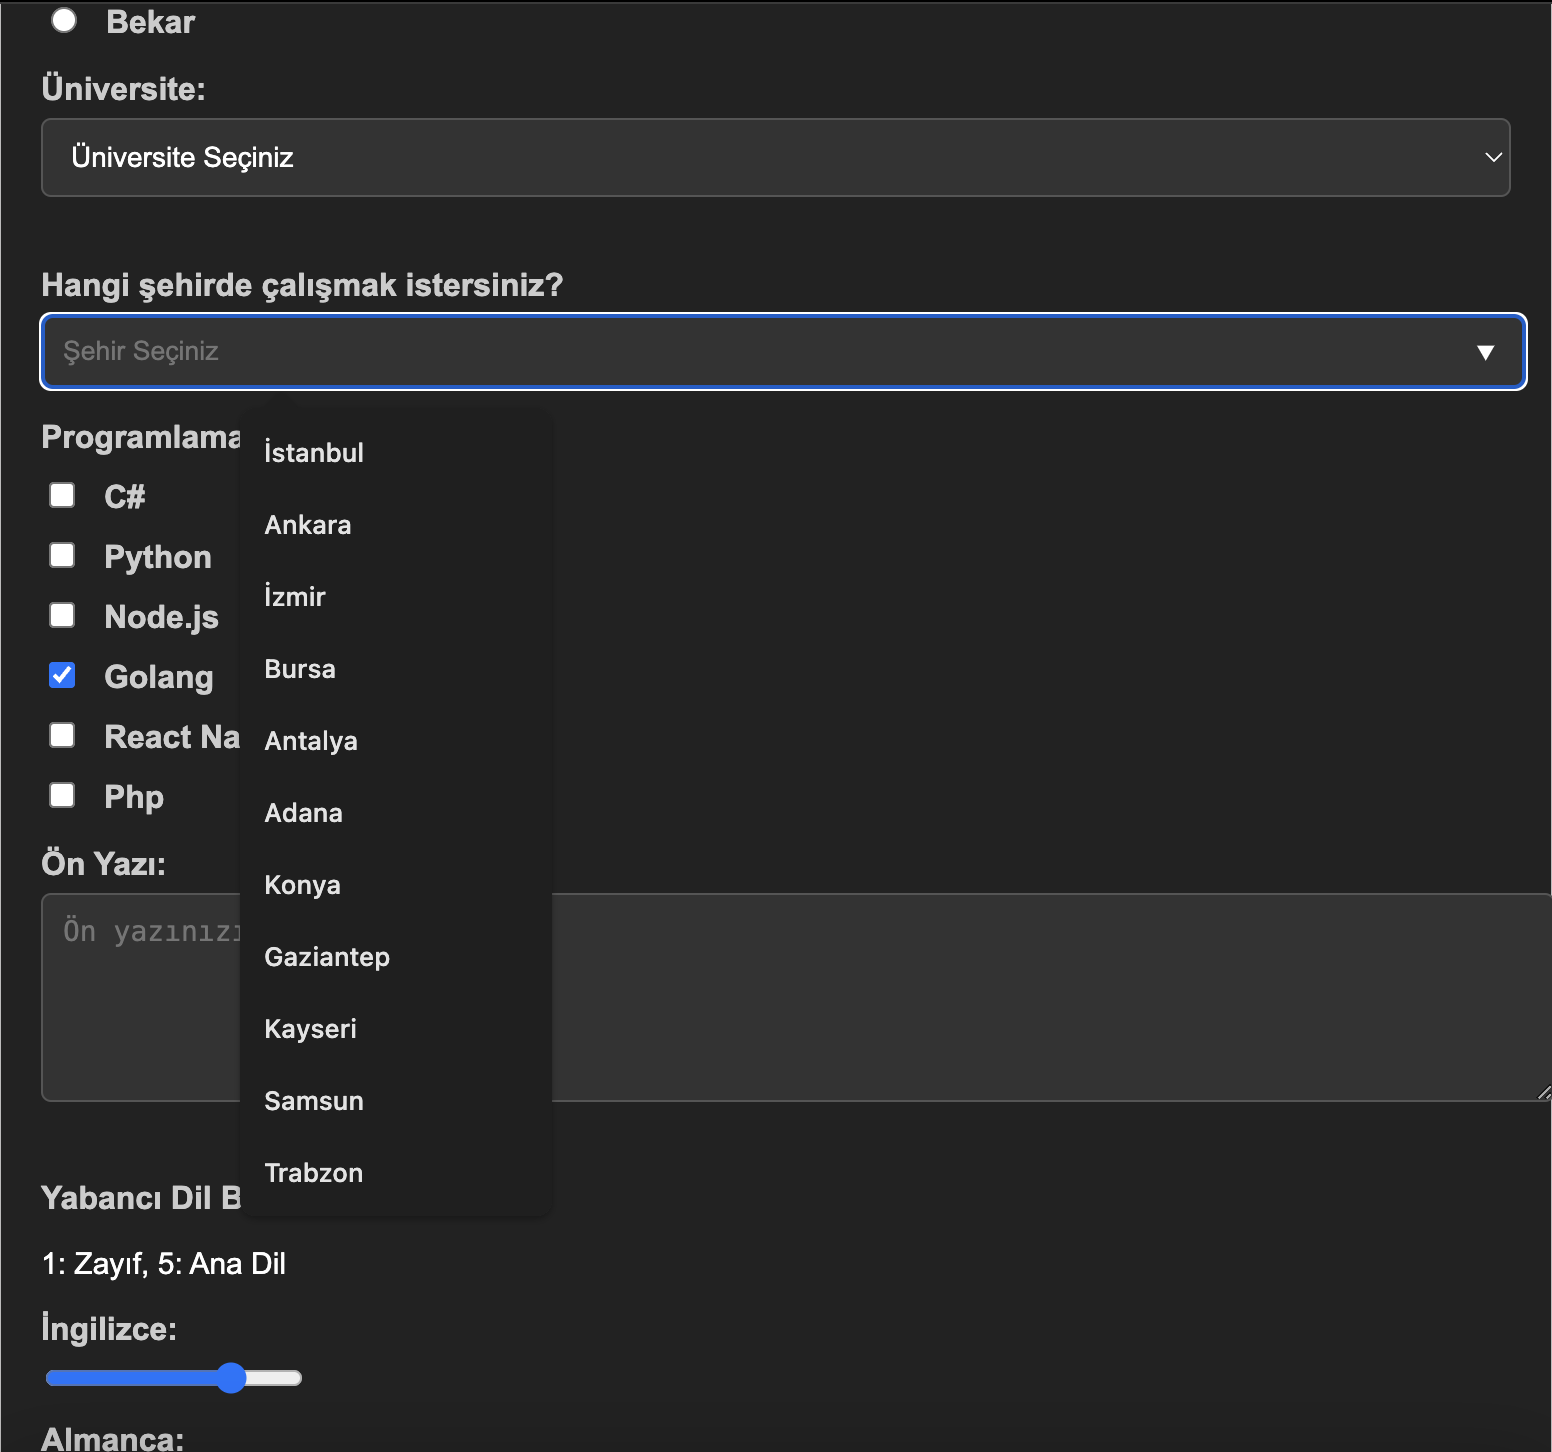 Bekar
Üniversite:
Üniversite Seçiniz
Hangi şehirde çalışmak istersiniz?
Şehir Seçiniz
Programlama
İstanbul
Ankara
İzmir
Bursa
Antalya
Adana
Konya
Gaziantep
Kayseri
Samsun
Trabzon
C#
Python
Node.js
Golang
React Na
Php
Ön Yazı:
Ön yazınızı
Yabancı Dil B
1: Zayıf, 5: Ana Dil
İngilizce:
Almanca: